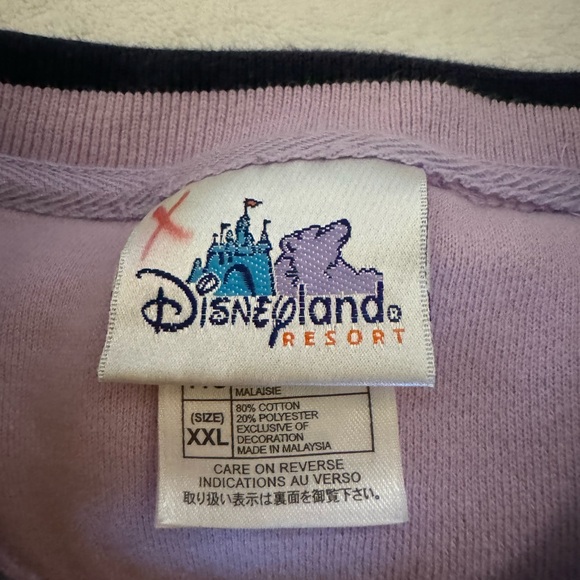 X
Disneyland®
RESORT
MALAISIE
(SIZE)
XXL
80% COTTON
20% POLYESTER
EXCLUSIVE OF
DECORATION
MADE IN MALAYSIA
CARE ON REVERSE
INDICATIONS AU VERSO
取り扱い表示は裏面を御覧下さい。